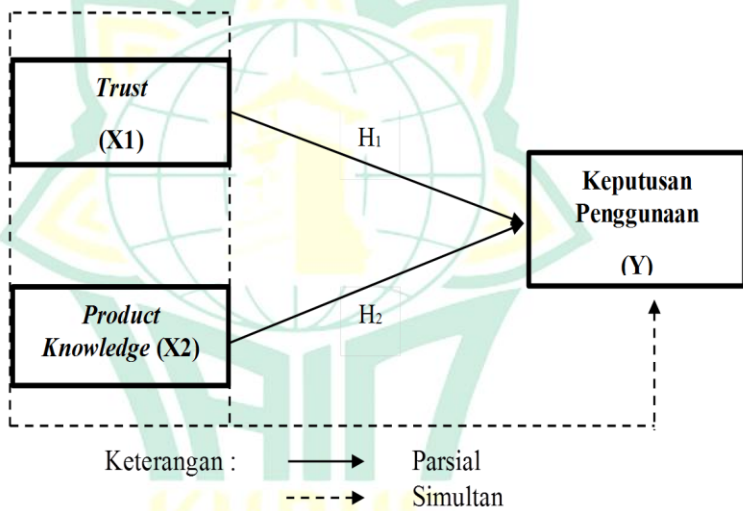 Trust
(X1)
H₁
Keputusan
Penggunaan
(Y)
Product
Knowledge (X2)
H₂
Keterangan :
Parsial
Simultan